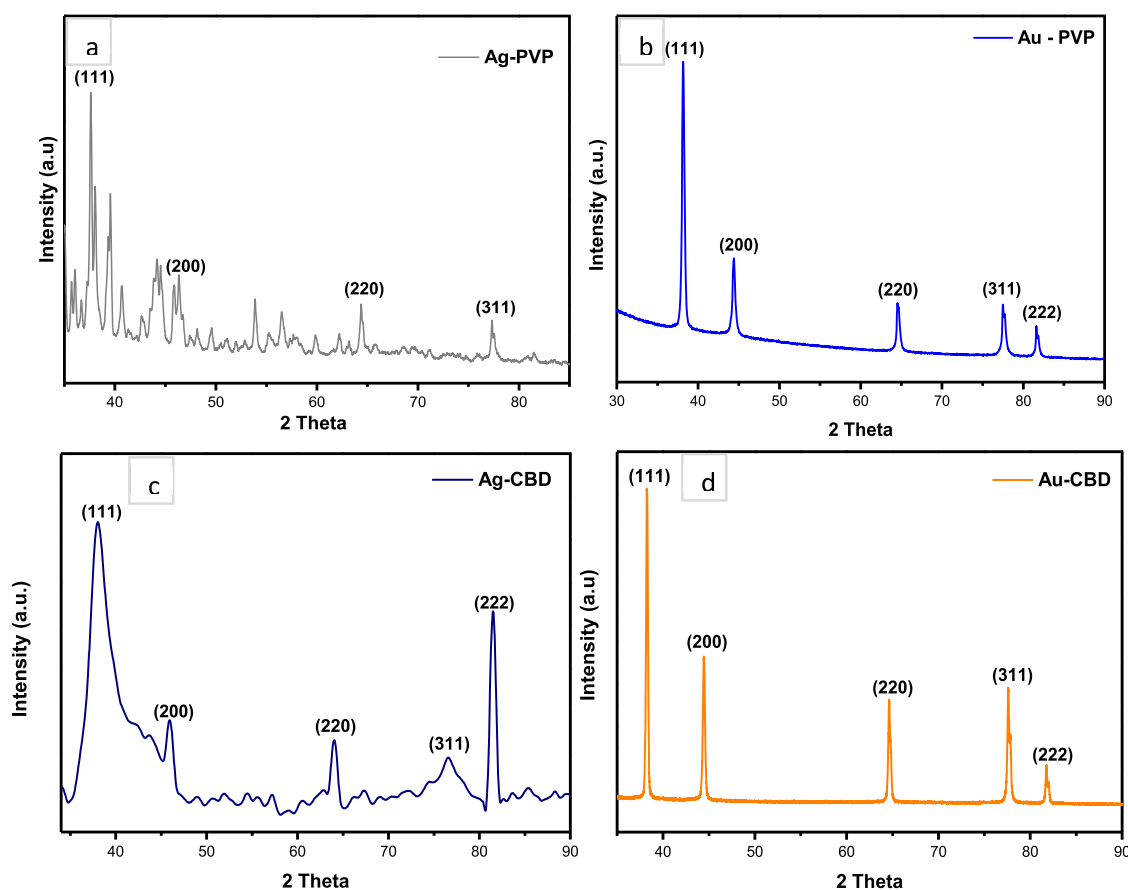 a
Ag-PVP
(111)
(200)
(220)
(311)
Intensity (a.u)
40 50 60 70 80
2 Theta
b
Au - PVP
(111)
(200)
(220)
(311)
(222)
Intensity (a.u.)
30 40 50 60 70 80 90
2 Theta
c
Ag-CBD
(111)
(200)
(220)
(311)
(222)
Intensity (a.u.)
40 50 60 70 80 90
2 Theta
d
Au-CBD
(111)
(200)
(220)
(311)
(222)
Intensity (a.u)
40 50 60 70 80 90
2 Theta